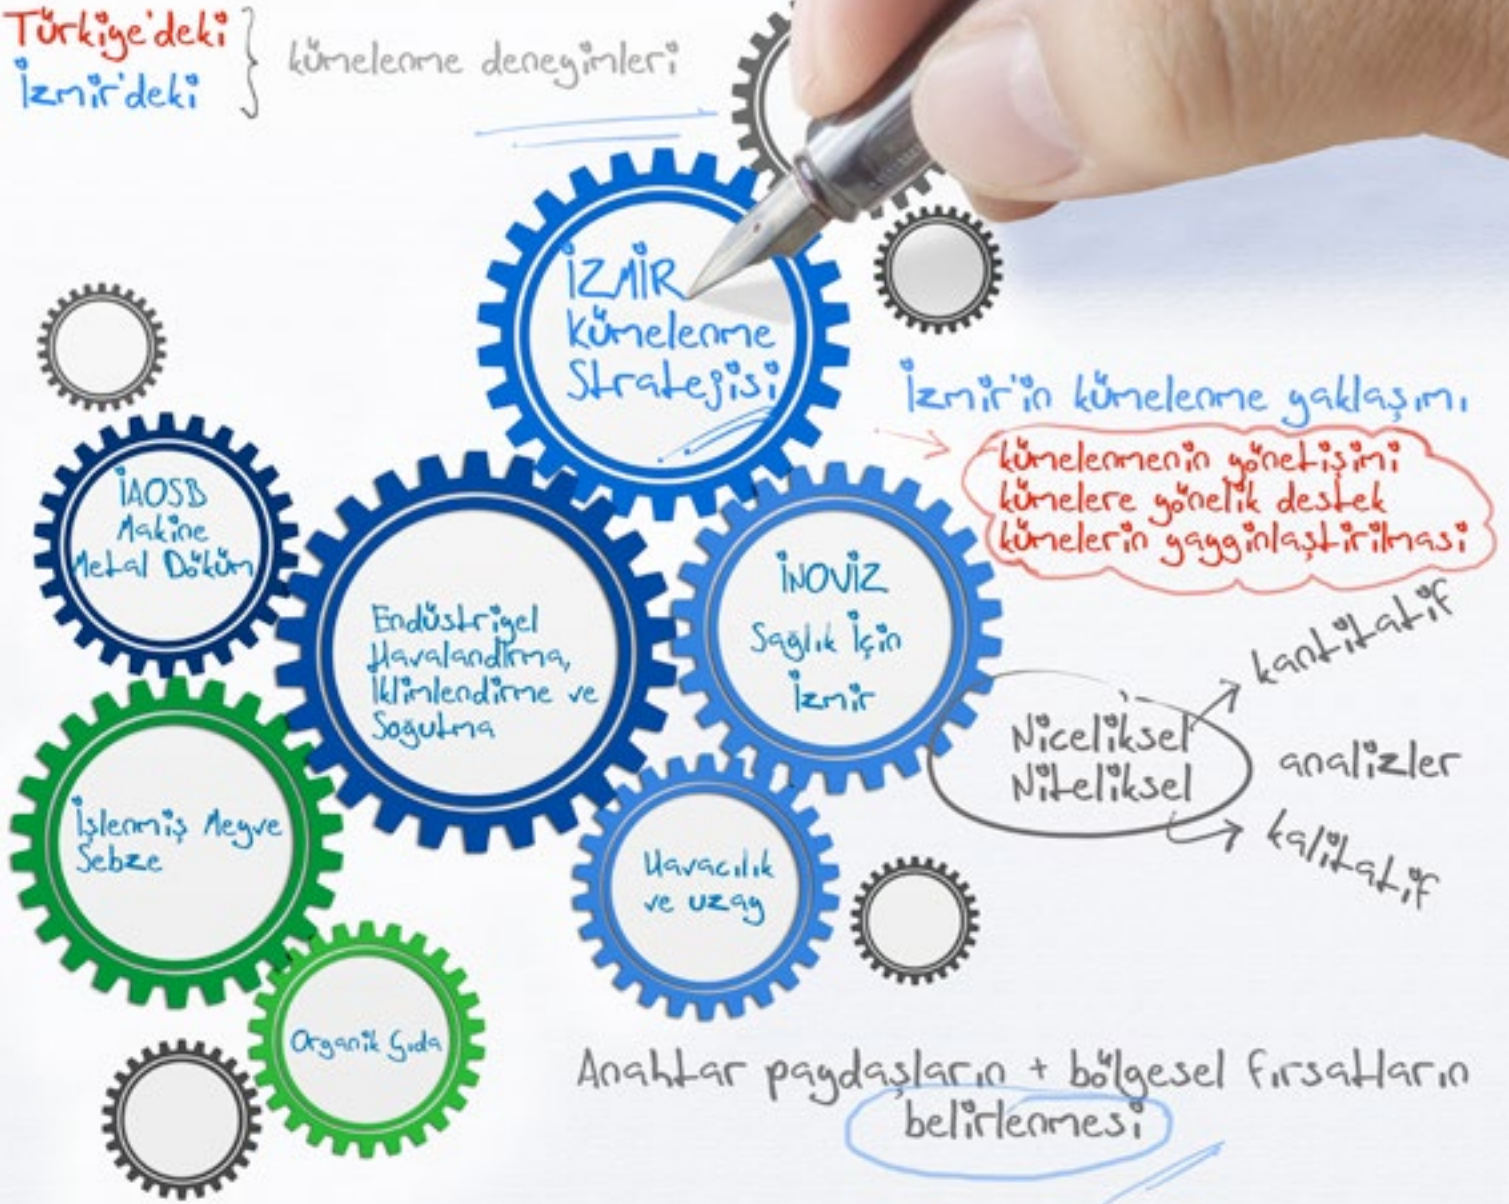 Türkiye'deki
İzmir'deki
kümelenme deneyimleri
İZMİR
Kümelenme
Stratejisi
İzmir'in kümelenme yaklaşımı
kümelenmenin yönetişimi
kümelere yönelik destek
kümelerin yaygınlaştirilmasi
İAOSB
Makine
Metal Döküm
Endüstriyel
Havalandırma,
İklimlendirme ve
Soğutma
İNOVİZ
Sağlık İçin
İzmir
Niceliksel
Niteliksel
kantitatif
analizler
kalitatif
İşlenmiş Meyve
Sebze
Havacılık
ve uzay
Organik Gıda
Anahtar paydaşların + bölgesel fırsatların
belirlenmesi